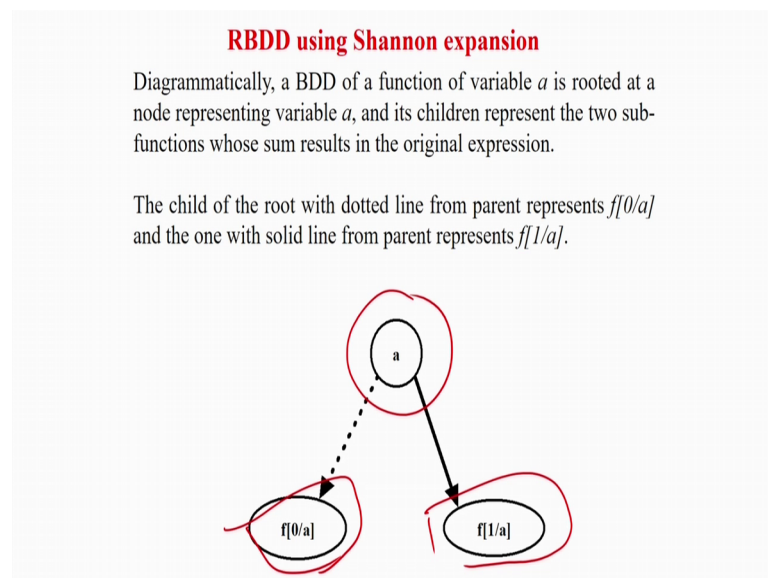 RBDD using Shannon expansion
Diagrammatically, a BDD of a function of variable a is rooted at a
node representing variable a, and its children represent the two sub-
functions whose sum results in the original expression.
The child of the root with dotted line from parent represents f[0/a]
and the one with solid line from parent represents f[1/a].
a
f[0/a]
f[1/a]